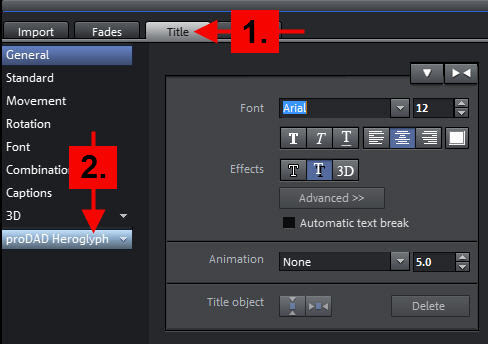 Import Fades Title 1.
General
Standard
Movement
Rotation
Font
Combination
Captions
3D
proDAD Heroglyph
2.
Font Arial 12
T T T
Effects T T 3D
Advanced >>
Automatic text break
Animation None 5.0
Title object Delete